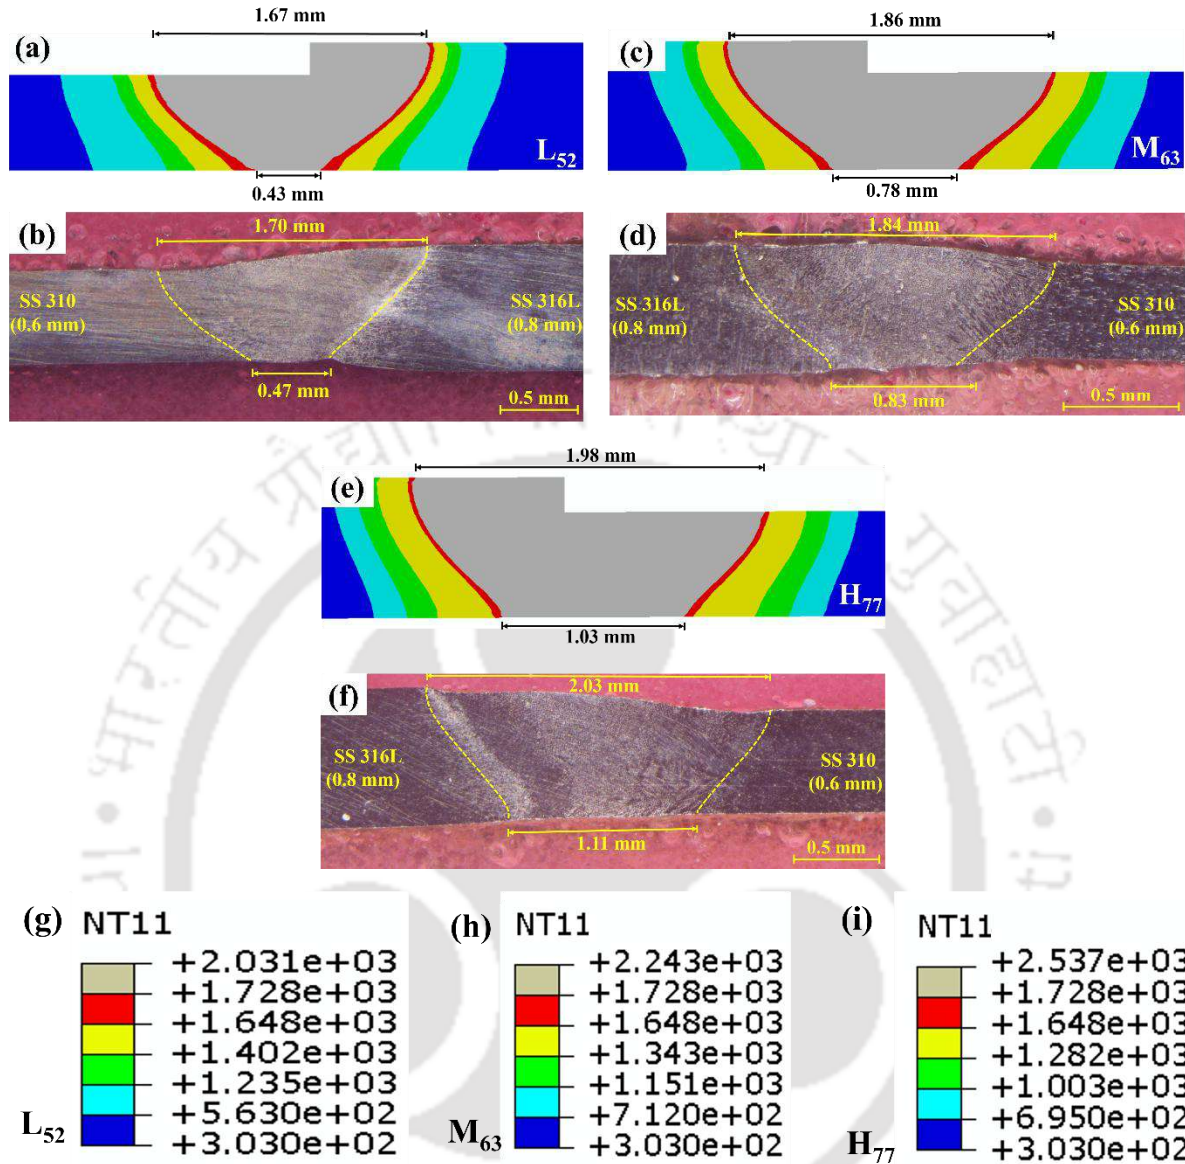 1.67 mm
(a)
L52
0.43 mm
1.86 mm
(c)
M63
0.78 mm
(b)
1.70 mm
SS 310
(0.6 mm)
SS 316L
(0.8 mm)
0.47 mm
0.5 mm
(d)
1.84 mm
SS 316L
(0.8 mm)
SS 310
(0.6 mm)
0.83 mm
0.5 mm
1.98 mm
(e)
H77
1.03 mm
(f)
2.03 mm
SS 316L
(0.8 mm)
SS 310
(0.6 mm)
1.11 mm
0.5 mm
(g)
NT11
+2.031e+03
+1.728e+03
+1.648e+03
+1.402e+03
+1.235e+03
+5.630e+02
+3.030e+02
L52
(h)
NT11
+2.243e+03
+1.728e+03
+1.648e+03
+1.343e+03
+1.151e+03
+7.120e+02
+3.030e+02
M63
(i)
NT11
+2.537e+03
+1.728e+03
+1.648e+03
+1.282e+03
+1.003e+03
+6.950e+02
+3.030e+02
H77